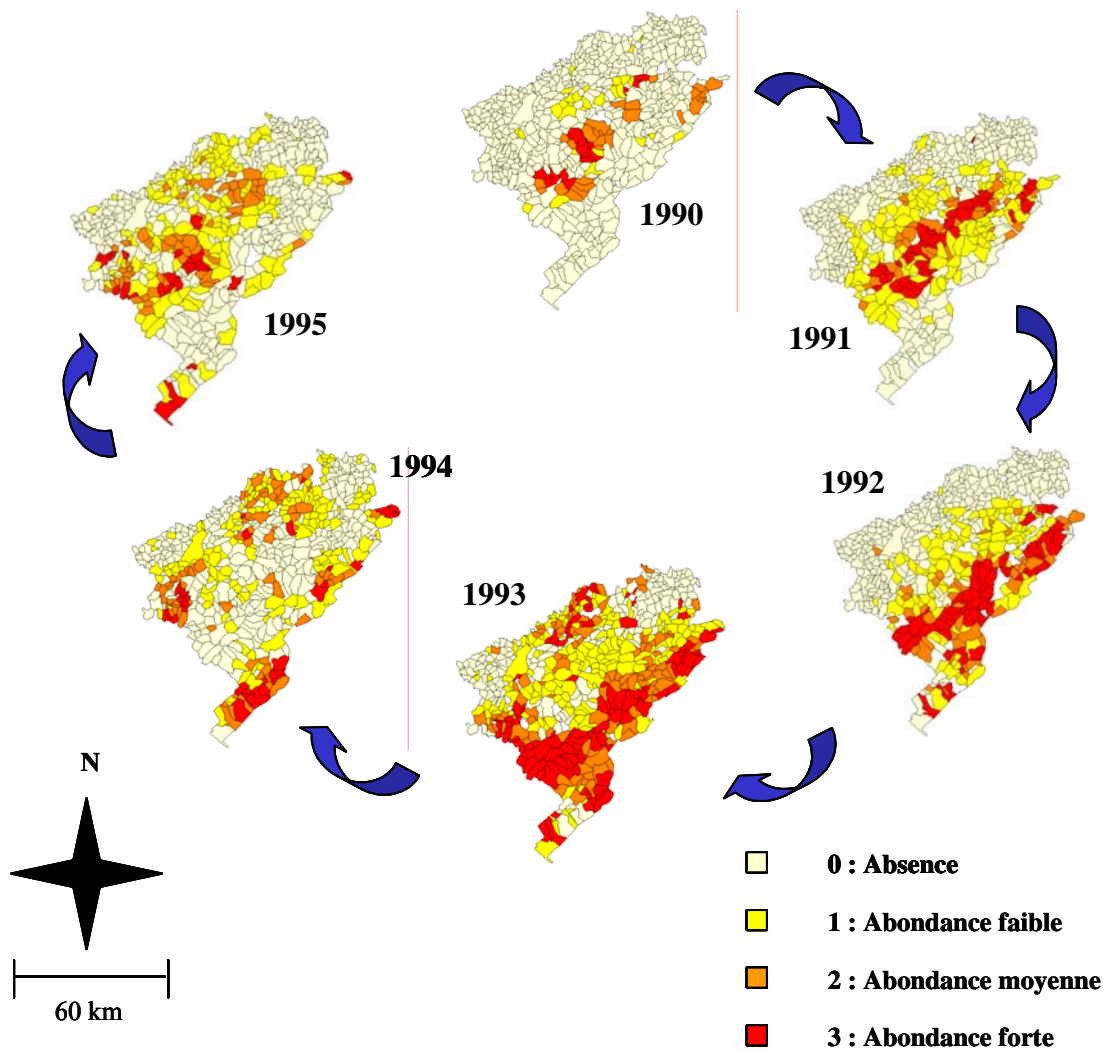 1990
1995
1991
1994
1992
1993
N
0 : Absence
1 : Abondance faible
2 : Abondance moyenne
60 km
3 : Abondance forte